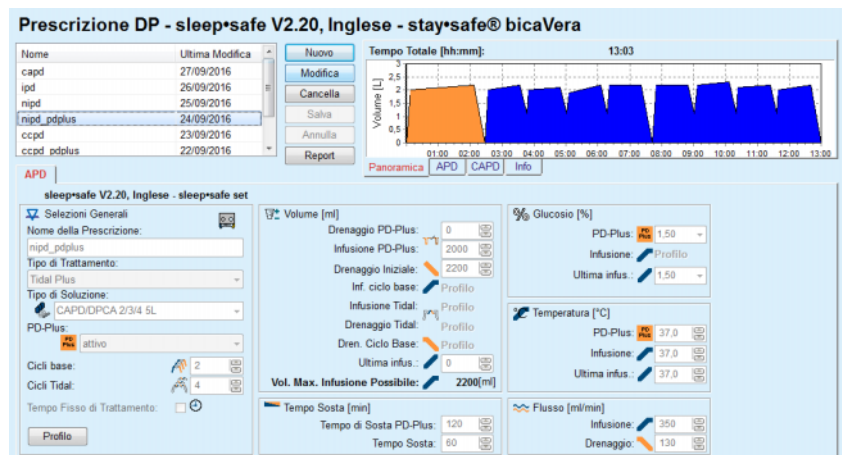 Prescrizione DP - sleep•safe V2.20, Inglese - stay•safe® bicaVera
Nome Ultima Modifica
capd 27/09/2016
ipd 26/09/2016
nipd 25/09/2016
nipd_pdplus 24/09/2016
ccpd 23/09/2016
ccpd_pdplus 22/09/2016
Nuovo
Modifica
Cancella
Salva
Annulla
Report
Tempo Totale [hh:mm]: 13:03
Volume [L]
3
2,5
2
1,5
1
0,5
0
01:00 02:00 03:00 04:00 05:00 06:00 07:00 08:00 09:00 10:00 11:00 12:00 13:00
Panoramica APD CAPD Info
APD
sleep•safe V2.20, Inglese - sleep•safe set
Selezioni Generali
Nome della Prescrizione:
nipd_pdplus
Tipo di Trattamento:
Tidal Plus
Tipo di Soluzione:
CAPD/DPCA 2/3/4 5L
PD-Plus:
PD Plus attivo
Cicli base: 2
Cicli Tidal: 4
Tempo Fisso di Trattamento:
Profilo
Volume [ml]
Drenaggio PD-Plus: 0
Infusione PD-Plus: 2000
Drenaggio Iniziale: 2200
Inf. ciclo base: Profilo
Infusione Tidal: Profilo
Drenaggio Tidal: Profilo
Dren. Ciclo Base: Profilo
Ultima infus.: 0
Vol. Max. Infusione Possibile: 2200[ml]
Tempo Sosta [min]
Tempo di Sosta PD-Plus: 120
Tempo Sosta: 60
Glucosio [%]
PD-Plus: PD Plus 1,50
Infusione: Profilo
Ultima infus.: 1,50
Temperatura [°C]
PD-Plus: PD Plus 37,0
Infusione: 37,0
Ultima infus.: 37,0
Flusso [ml/min]
Infusione: 350
Drenaggio: 130